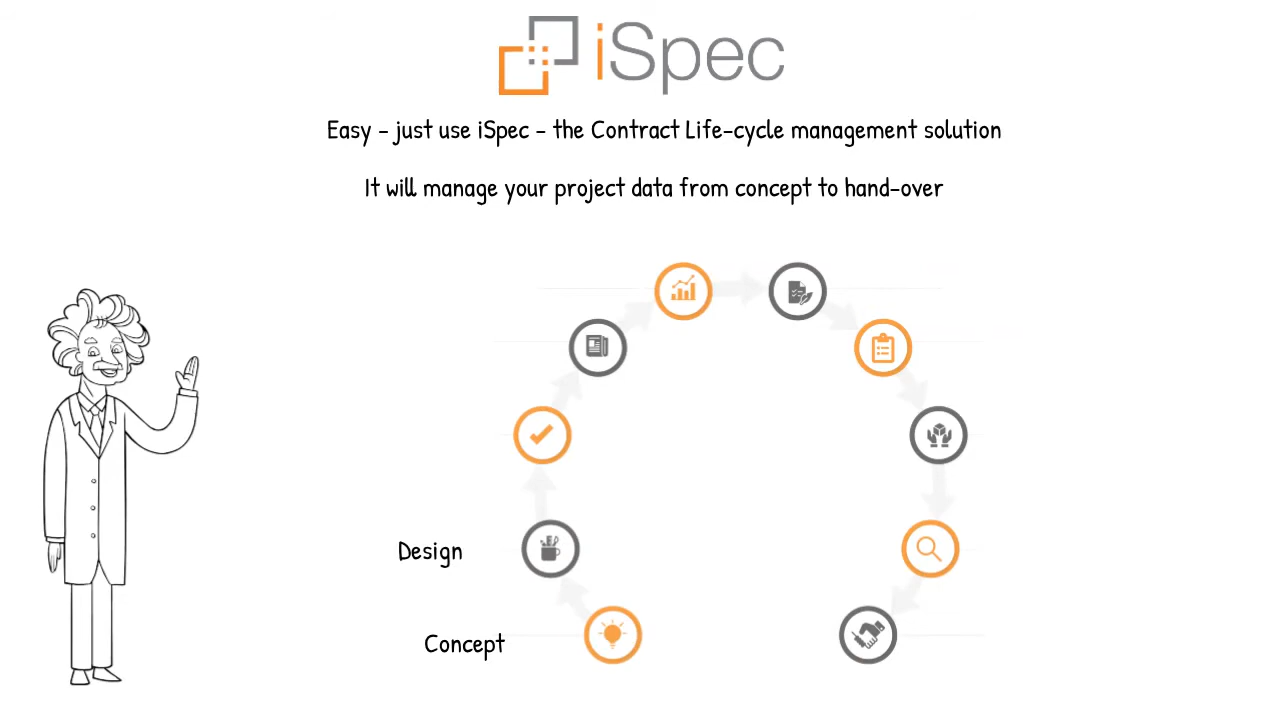 iSpec
Easy - just use iSpec - the Contract Life-cycle management solution
It will manage your project data from concept to hand-over
Design
Concept